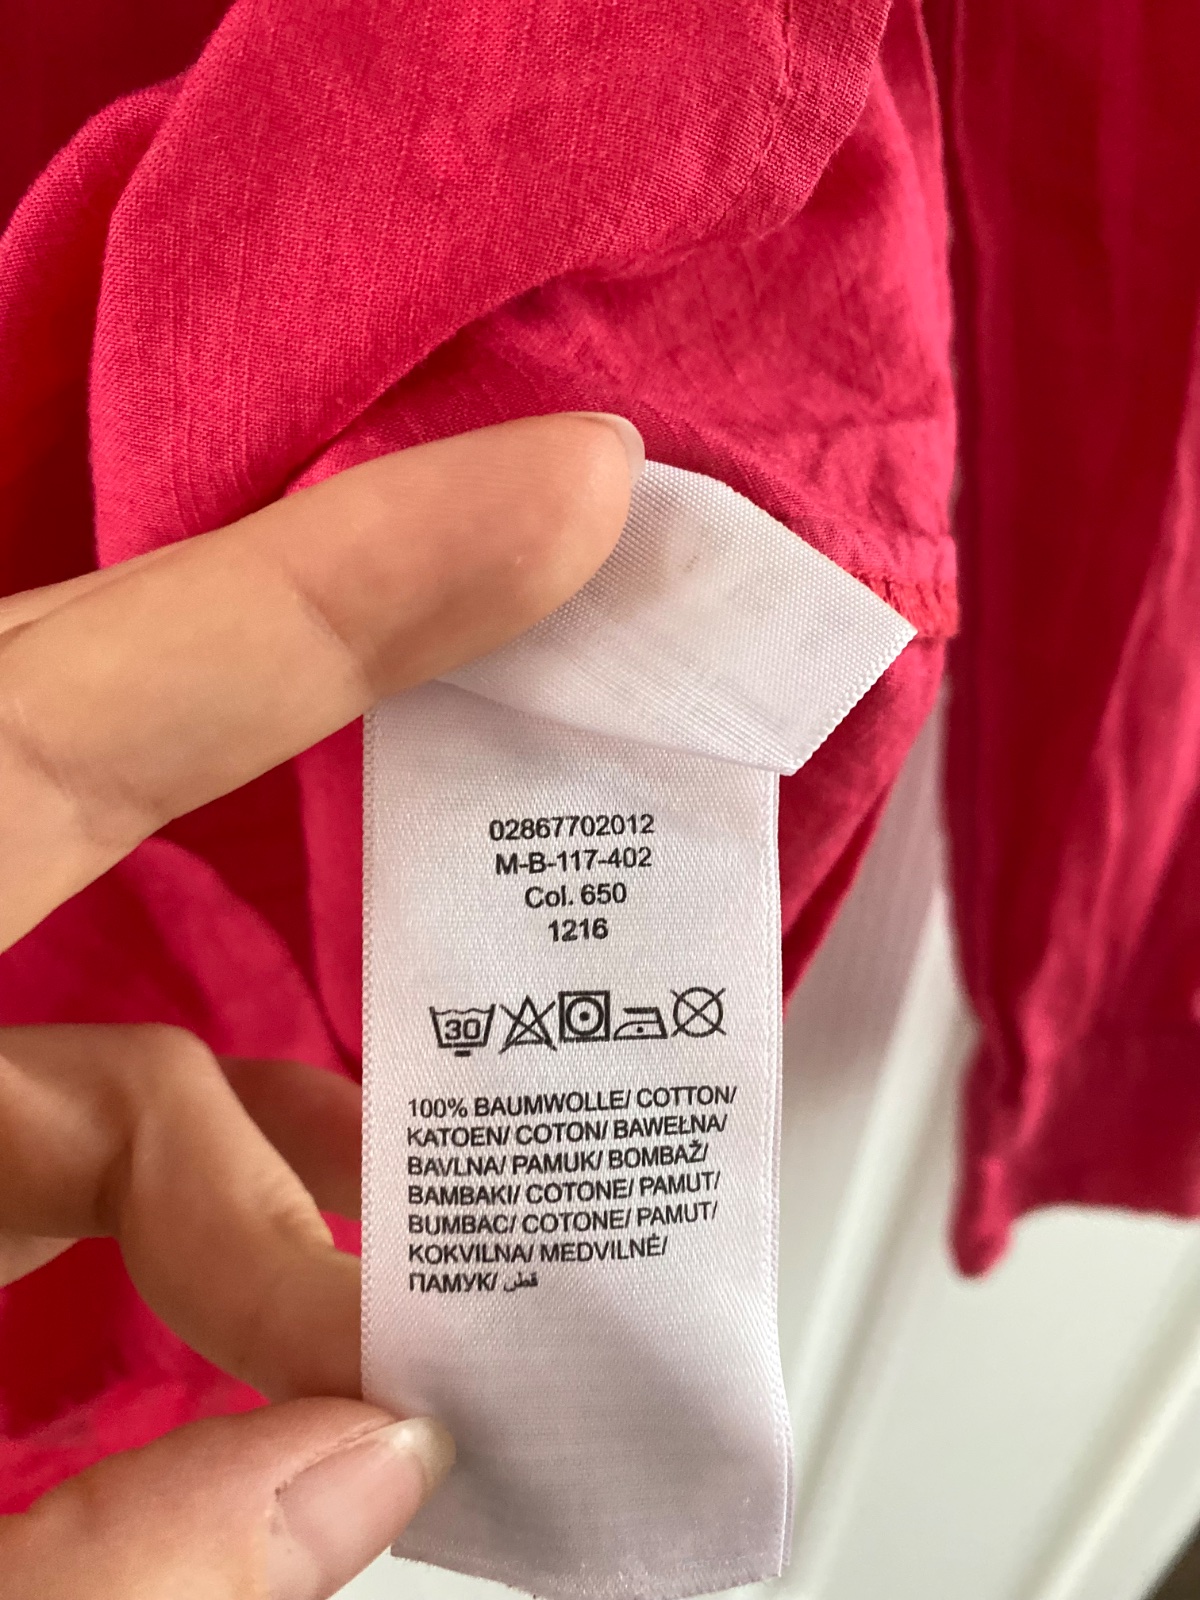 02867702012
M-B-117-402
Col. 650
1216
30
100% BAUMWOLLE/ COTTON/
KATOEN/ COTON/ BAWEŁNA/
BAVLNA/ PAMUK/ BOMBAŽ/
BAMBAKI/ COTONE/ PAMUT/
BUMBAC/ COTONE/ PAMUT/
KOKVILNA/ MEDVILNĖ/
ПАМУК/ قطن